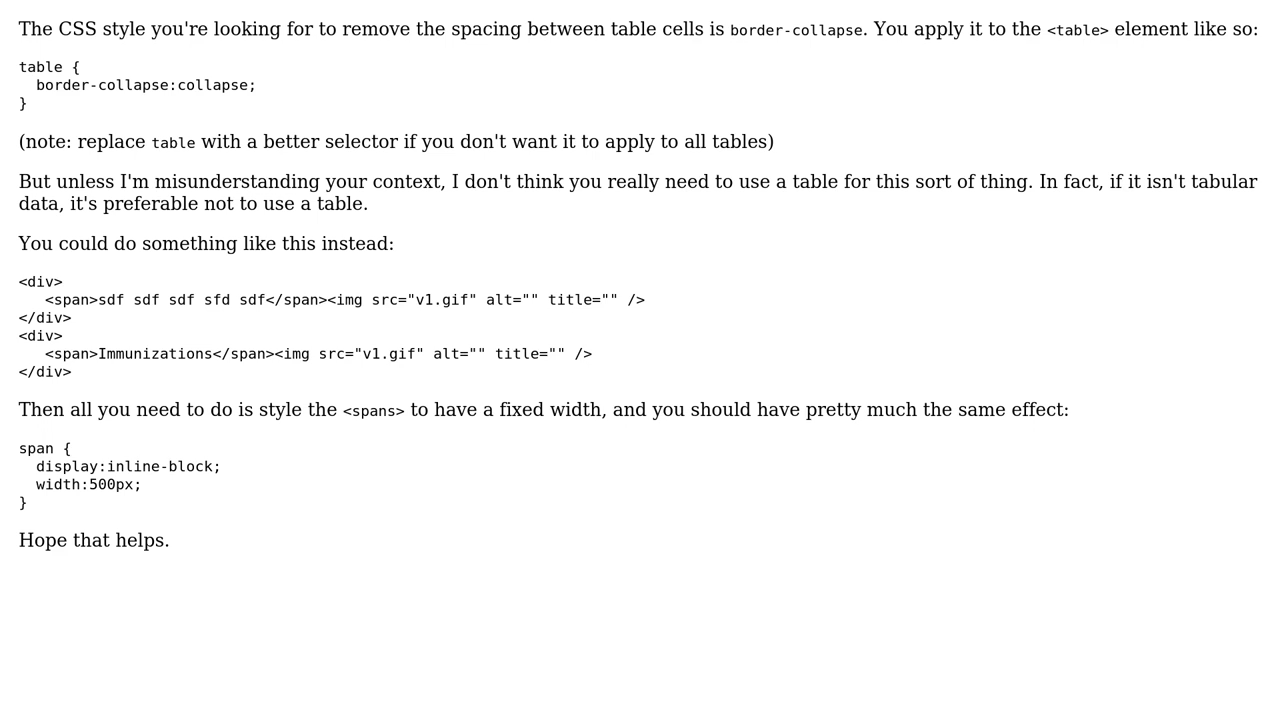 The CSS style you're looking for to remove the spacing between table cells is border-collapse. You apply it to the <table> element like so:
table {
  border-collapse:collapse;
}
(note: replace table with a better selector if you don't want it to apply to all tables)
But unless I'm misunderstanding your context, I don't think you really need to use a table for this sort of thing. In fact, if it isn't tabular
data, it's preferable not to use a table.
You could do something like this instead:
<div>
   <span>sdf sdf sdf sfd sdf</span><img src="v1.gif" alt="" title="" />
</div>
<div>
   <span>Immunizations</span><img src="v1.gif" alt="" title="" />
</div>
Then all you need to do is style the <spans> to have a fixed width, and you should have pretty much the same effect:
span {
  display:inline-block;
  width:500px;
}
Hope that helps.